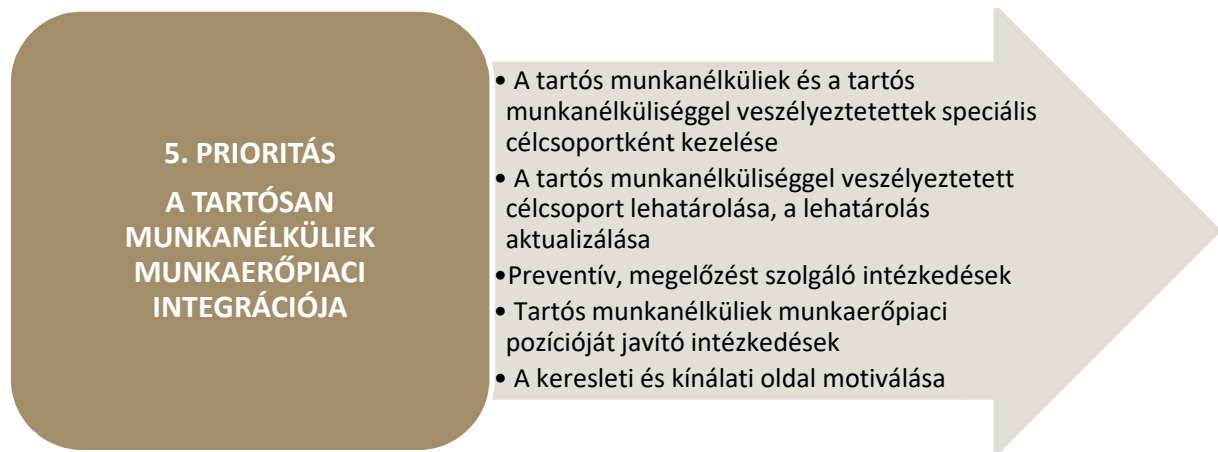 5. PRIORITÁS
A TARTÓSAN
MUNKANÉLKÜLIEK
MUNKAERŐPIACI
INTEGRÁCIÓJA
• A tartós munkanélküliek és a tartós
munkanélküliséggel veszélyeztetettek speciális
célcsoportként kezelése
• A tartós munkanélküliséggel veszélyeztetett
célcsoport lehatárolása, a lehatárolás
aktualizálása
•Preventív, megelőzést szolgáló intézkedések
• Tartós munkanélküliek munkaerőpiaci
pozícióját javító intézkedések
• A keresleti és kínálati oldal motiválása